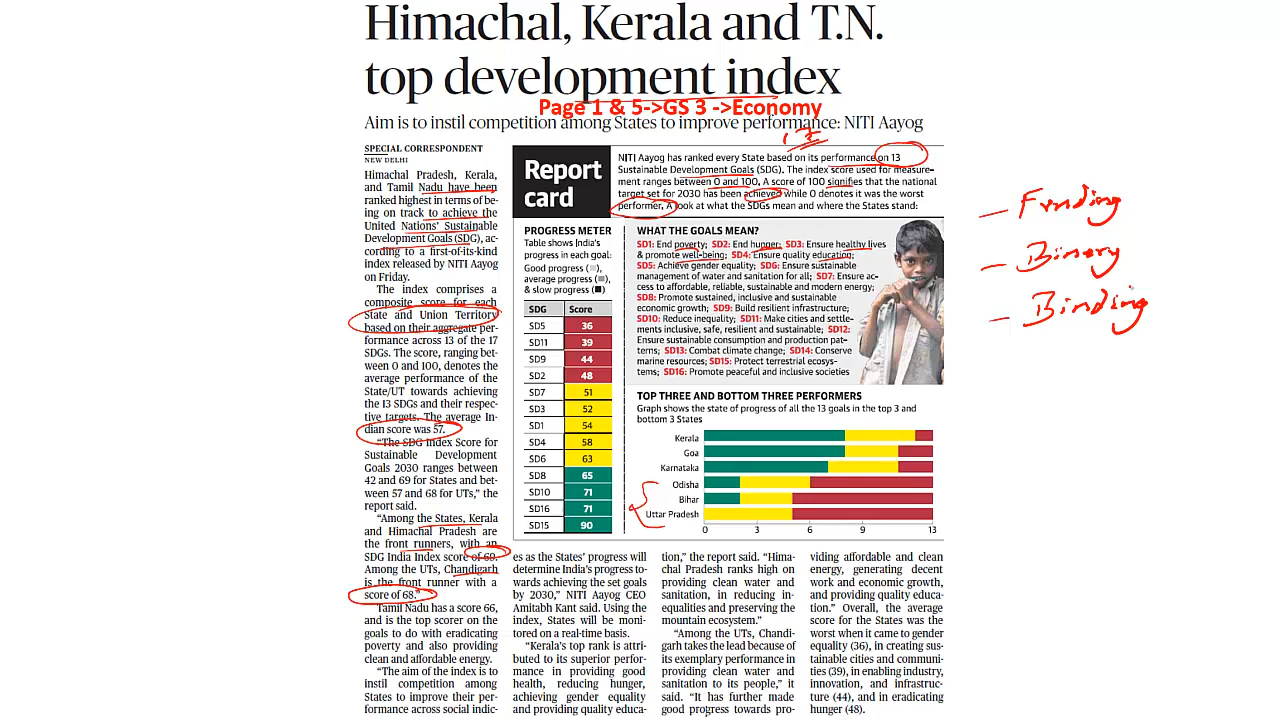 Himachal, Kerala and T.N.
top development index
Page 1 & 5->GS 3 ->Economy
Aim is to instil competition among States to improve performance: NITI Aayog
SPECIAL CORRESPONDENT
NEW DELHI
Himachal Pradesh, Kerala,
and Tamil Nadu have been
ranked highest in terms of be-
ing on track to achieve the
United Nations' Sustainable
Development Goals (SDG), ac-
cording to a first-of-its-kind
index released by NITI Aayog
on Friday.
The index comprises a
composite score for each
State and Union Territory
based on their aggregate per-
formance across 13 of the 17
SDGs. The score, ranging bet-
ween 0 and 100, denotes the
average performance of the
State/UT towards achieving
the 13 SDGs and their respec-
tive targets. The average In-
dian score was 57.
"The SDG Index Score for
Sustainable Development
Goals 2030 ranges between
42 and 69 for States and bet-
ween 57 and 68 for UTs," the
report said.
"Among the States, Kerala
and Himachal Pradesh are
the front runners, with an
SDG India Index score of 69.
Among the UTs, Chandigarh
is the front runner with a
score of 68."
Tamil Nadu has a score 66,
and is the top scorer on the
goals to do with eradicating
poverty and also providing
clean and affordable energy.
"The aim of the index is to
instil competition among
States to improve their per-
formance across social indic-
Report
card
17
NITI Aayog has ranked every State based on its performance on 13
Sustainable Development Goals (SDG). The index score used for measure-
ment ranges between 0 and 100, A score of 100 signifies that the national
target set for 2030 has been achieved while 0 denotes it was the worst
performer, A look at what the SDGs mean and where the States stand:
PROGRESS METER
Table shows India's
progress in each goal:
Good progress (■),
average progress (■),
& slow progress (■)
SDG Score
SD5 36
SD11 39
SD9 44
SD2 48
SD7 51
SD3 52
SD1 54
SD4 58
SD6 63
SD8 65
SD10 71
SD16 71
SD15 90
WHAT THE GOALS MEAN?
SD1: End poverty; SD2: End hunger; SD3: Ensure healthy lives
& promote well-being; SD4: Ensure quality education;
SD5: Achieve gender equality; SD6: Ensure sustainable
management of water and sanitation for all; SD7: Ensure ac-
cess to affordable, reliable, sustainable and modern energy;
SD8: Promote sustained, inclusive and sustainable
economic growth; SD9: Build resilient infrastructure;
SD10: Reduce inequality; SD11: Make cities and settle-
ments inclusive, safe, resilient and sustainable; SD12:
Ensure sustainable consumption and production pat-
terns; SD13: Combat climate change; SD14: Conserve
marine resources; SD15: Protect terrestrial ecosys-
tems; SD16: Promote peaceful and inclusive societies
TOP THREE AND BOTTOM THREE PERFORMERS
Graph shows the state of progress of all the 13 goals in the top 3 and
bottom 3 States
Kerala
Goa
Karnataka
Odisha
Bihar
Uttar Pradesh
0 3 6 9 13
es as the States' progress will
determine India's progress to-
wards achieving the set goals
by 2030," NITI Aayog CEO
Amitabh Kant said. Using the
index, States will be moni-
tored on a real-time basis.
"Kerala's top rank is attri-
buted to its superior perfor-
mance in providing good
health, reducing hunger,
achieving gender equality
and providing quality educa-
tion," the report said. "Hima-
chal Pradesh ranks high on
providing clean water and
sanitation, in reducing in-
equalities and preserving the
mountain ecosystem."
"Among the UTs, Chandi-
garh takes the lead because of
its exemplary performance in
providing clean water and
sanitation to its people," it
said. "It has further made
good progress towards pro-
viding affordable and clean
energy, generating decent
work and economic growth,
and providing quality educa-
tion." Overall, the average
score for the States was the
worst when it came to gender
equality (36), in creating sus-
tainable cities and communi-
ties (39), in enabling industry,
innovation, and infrastruc-
ture (44), and in eradicating
hunger (48).
- Funding
- Binary
- Binding